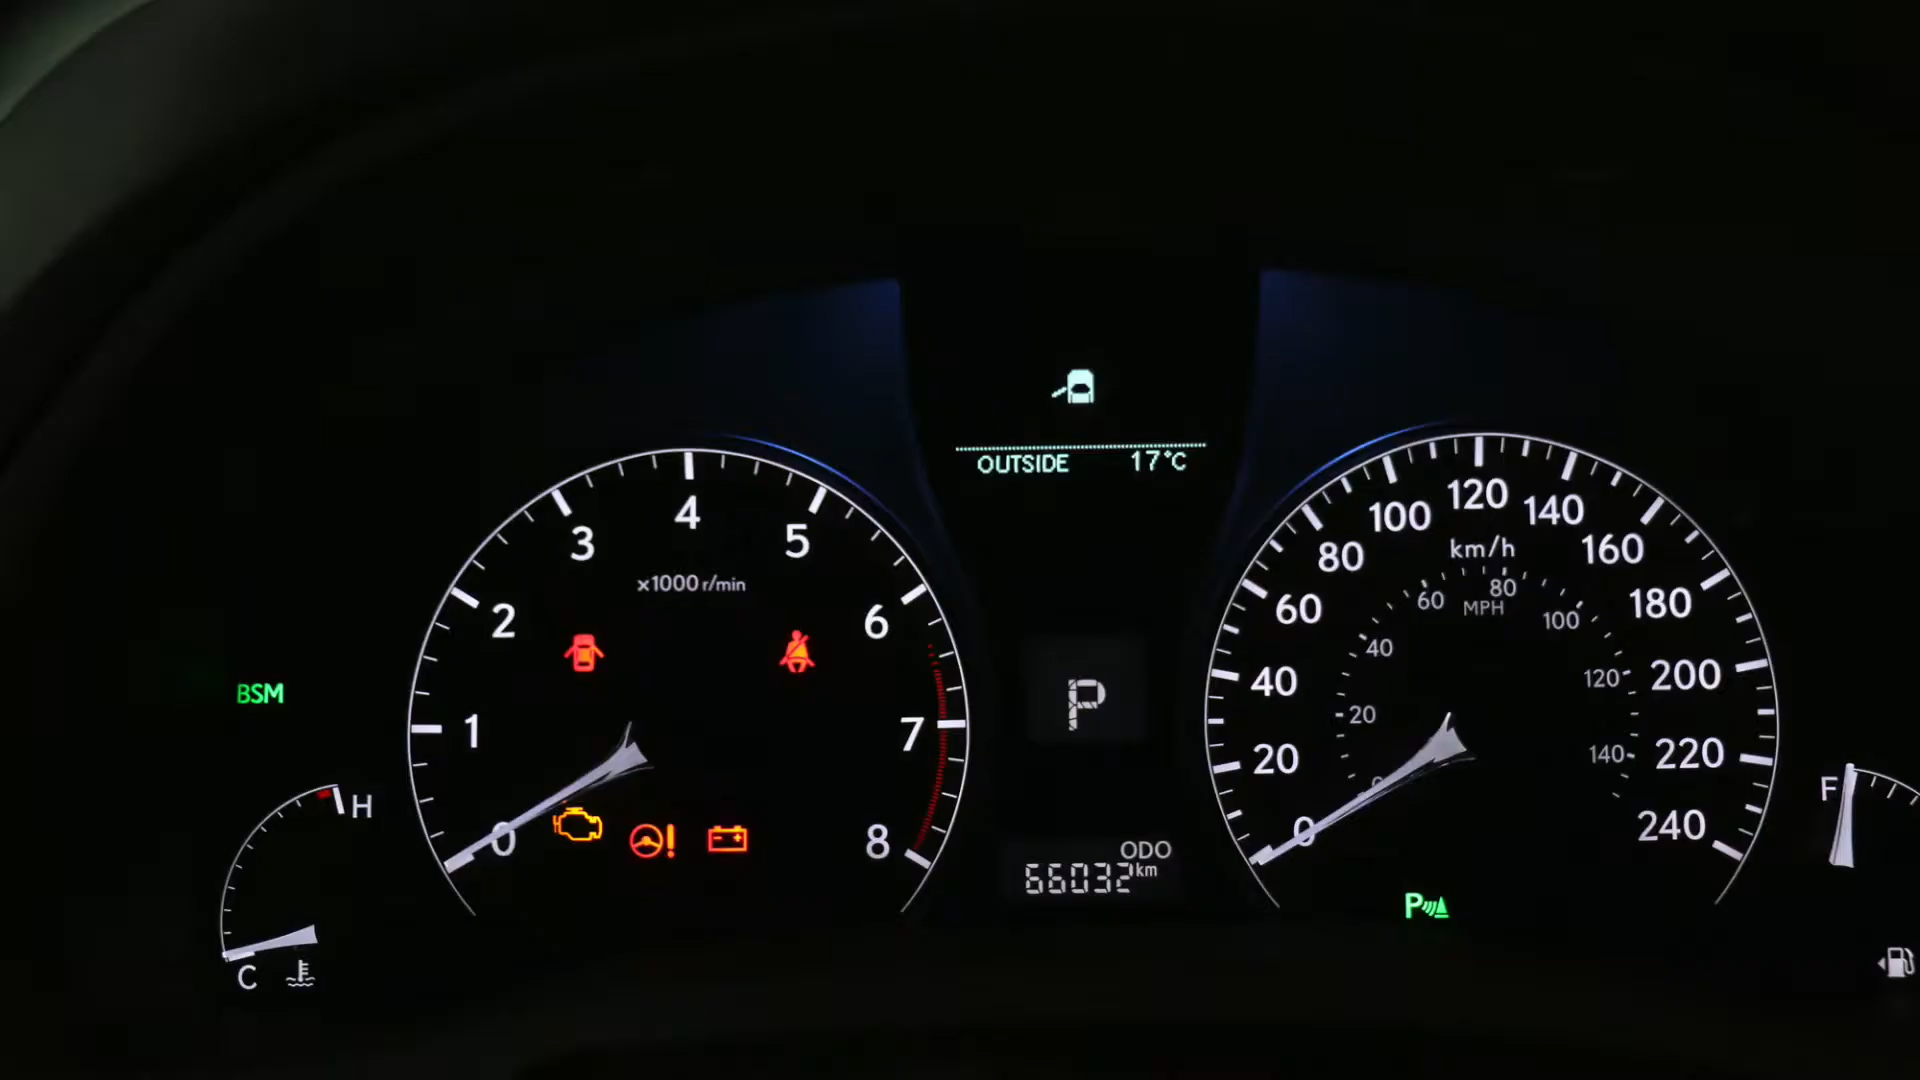 OUTSIDE 17°C
0 1 2 3 4 5 6 7 8
x1000 r/min
BSM
H
C
P
ODO
66032 km
0 20 40 60 80 100 120 140 160 180 200 220 240
km/h
MPH
0 20 40 60 80 100 120 140
P
F